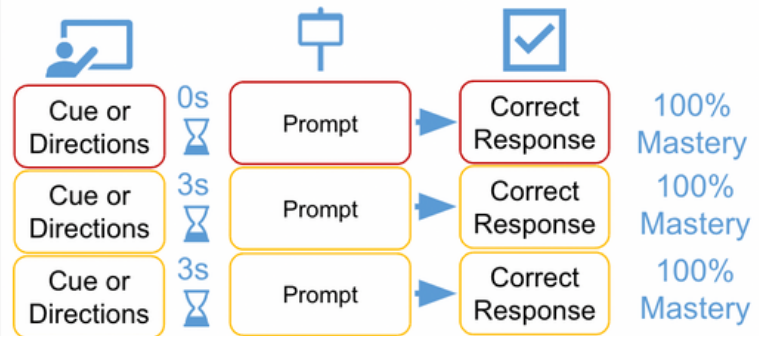 Cue or
Directions
0s
Prompt
Correct
Response
100%
Mastery
Cue or
Directions
3s
Prompt
Correct
Response
100%
Mastery
Cue or
Directions
3s
Prompt
Correct
Response
100%
Mastery